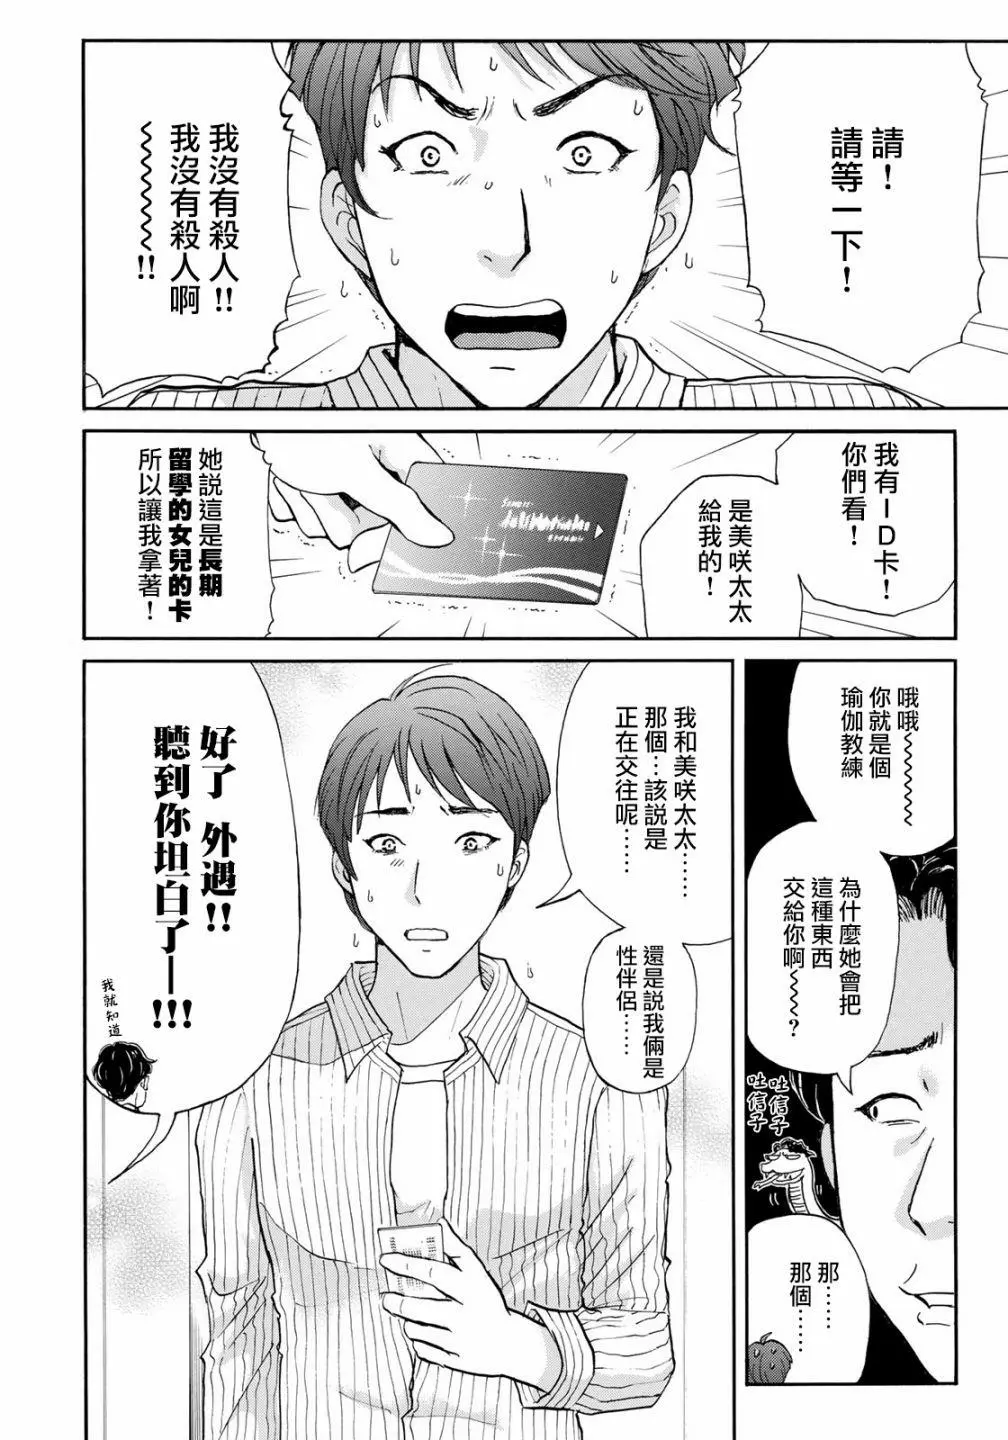 請！
請等一下！
我沒有殺人!!
我沒有殺人啊
～～～～～!!
我有ID卡！
你們看！
是美咲太太
給我的！
她説這是長期
留學的女兒的卡
所以讓我拿著！
哦哦～～～～
你就是個
瑜伽教練
為什麼她會把
這種東西
交給你啊～～～?
吐信子
吐信子
那……
那個……
我和美咲太太……
那個…該說是
正在交往呢……
還是説我倆是
性伴侶……
好了 外遇!!
聽到你坦白了—!!!
我就知道